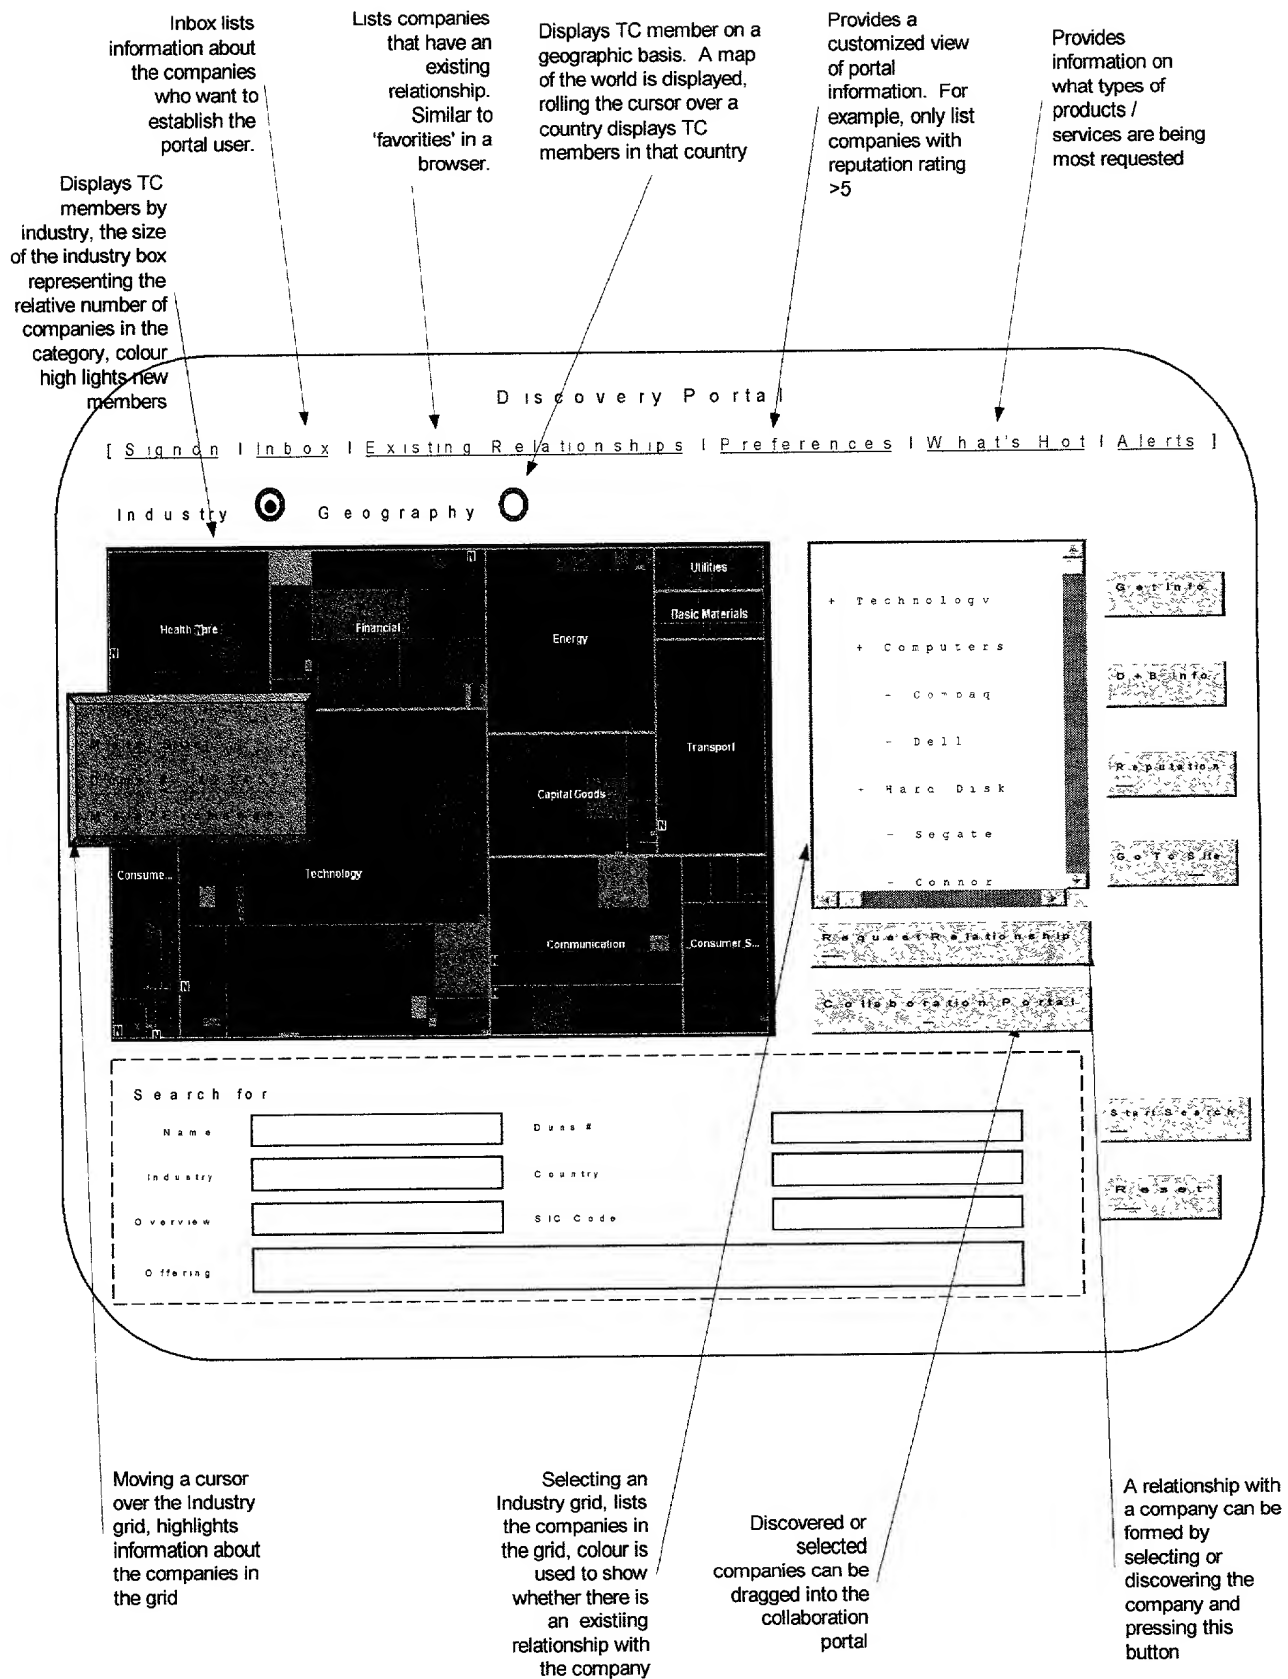 Inbox lists
information about
the companies
who want to
establish the
portal user.
Lists companies
that have an
existing
relationship.
Similar to
'favorities' in a
browser.
Displays TC member on a
geographic basis. A map
of the world is displayed,
rolling the cursor over a
country displays TC
members in that country
Provides a
customized view
of portal
information. For
example, only list
companies with
reputation rating
>5
Provides
information on
what types of
products /
services are being
most requested
Displays TC
members by
industry, the size
of the industry box
representing the
relative number of
companies in the
category, colour
high lights new
members
Discovery Portal
[ Signon | Inbox | Existing Relationships | Preferences | What's Hot | Alerts ]
Industry Geography
Health Care
Financial
Energy
Utilities
Basic Materials
Transport
Capital Goods
Consume...
Technology
Communication
Consumer S...
N
N
N
N
N
N
N
+ Technology
+ Computers
- Compaq
- Dell
+ Hard Disk
- Segate
- Connor
Get Info
D+B Info
Reputation
Go To Site
Request Relationship
Collaboration Portal
Search for
Name
Duns #
Industry
Country
Overview
SIC Code
Offering
Start Search
Reset
Moving a cursor
over the Industry
grid, highlights
information about
the companies in
the grid
Selecting an
Industry grid, lists
the companies in
the grid, colour is
used to show
whether there is
an existiing
relationship with
the company
Discovered or
selected
companies can be
dragged into the
collaboration
portal
A relationship with
a company can be
formed by
selecting or
discovering the
company and
pressing this
button